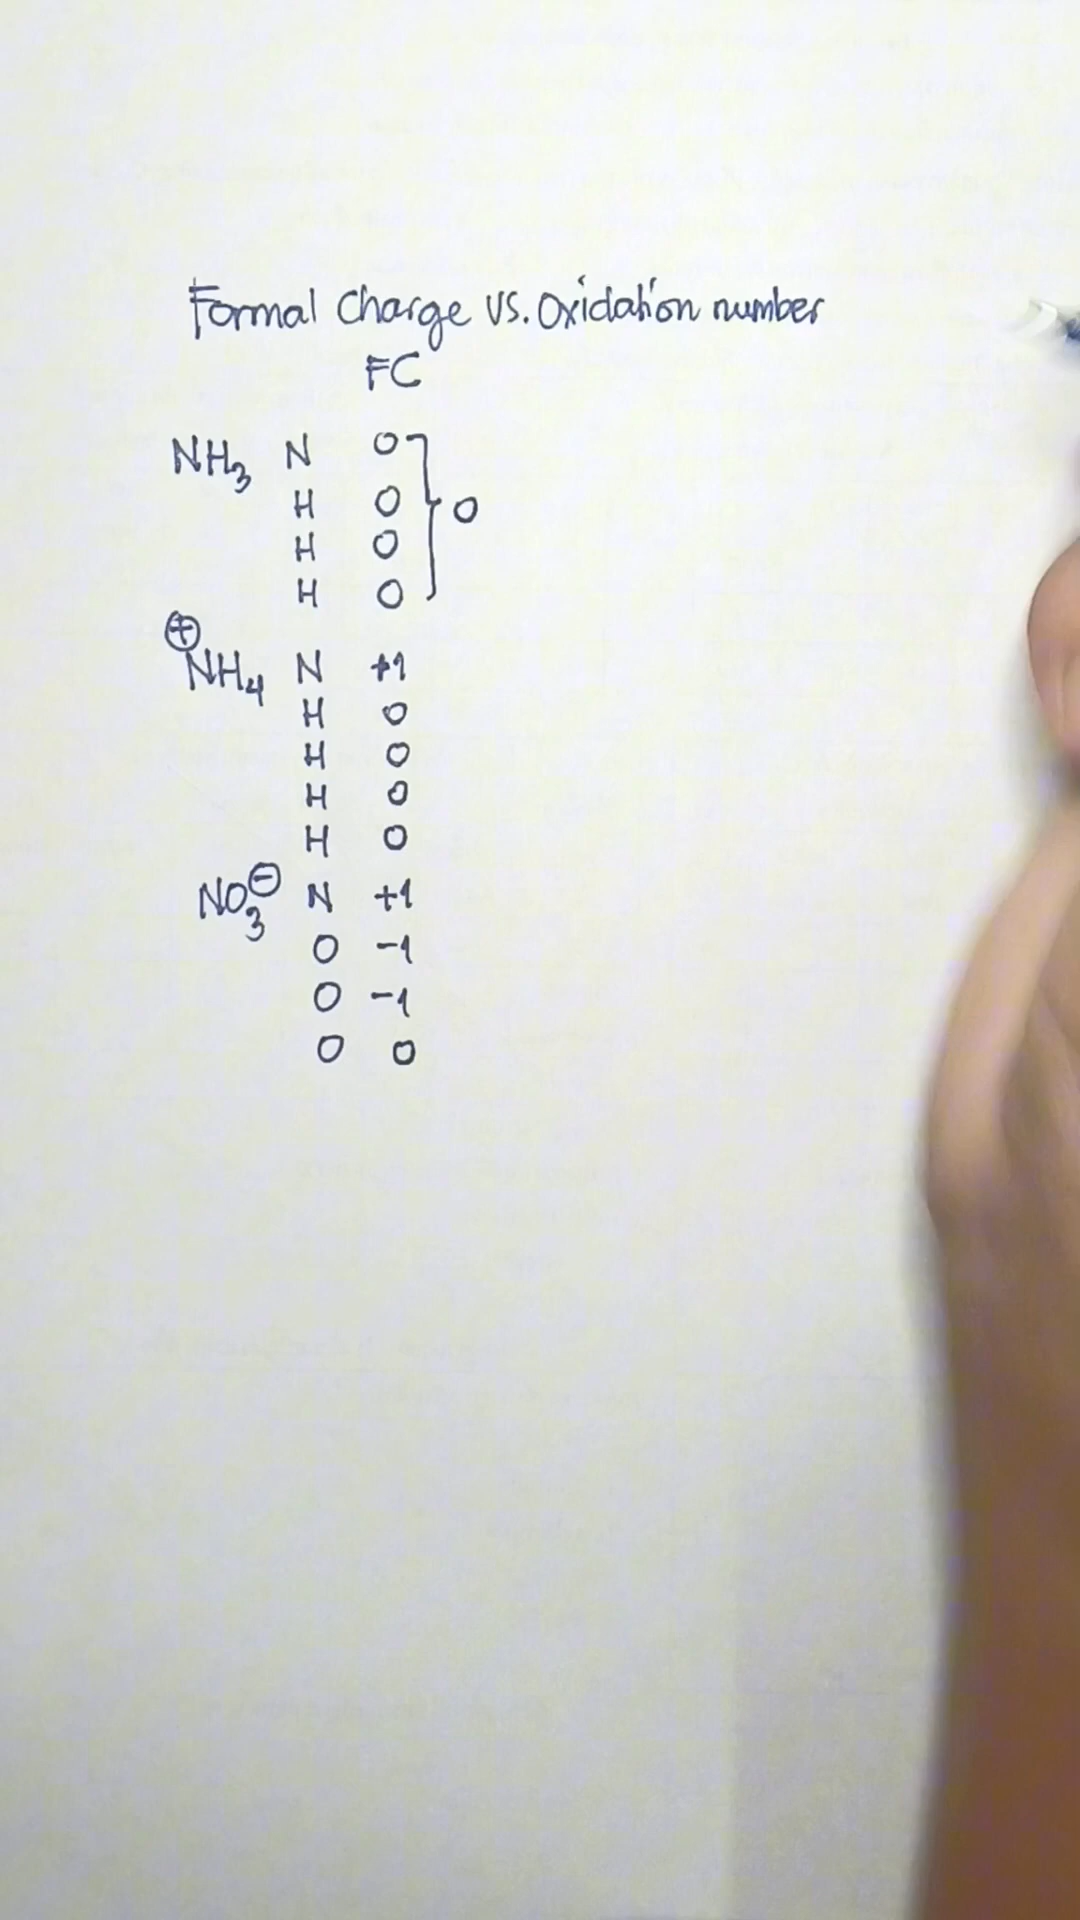 Formal Charge vs. Oxidation number
FC
NH₃ N 0
H 0 } 0
H 0
H 0
⊕NH₄ N +1
H 0
H 0
H 0
H 0
NO₃⊖ N +1
O -1
O -1
O 0